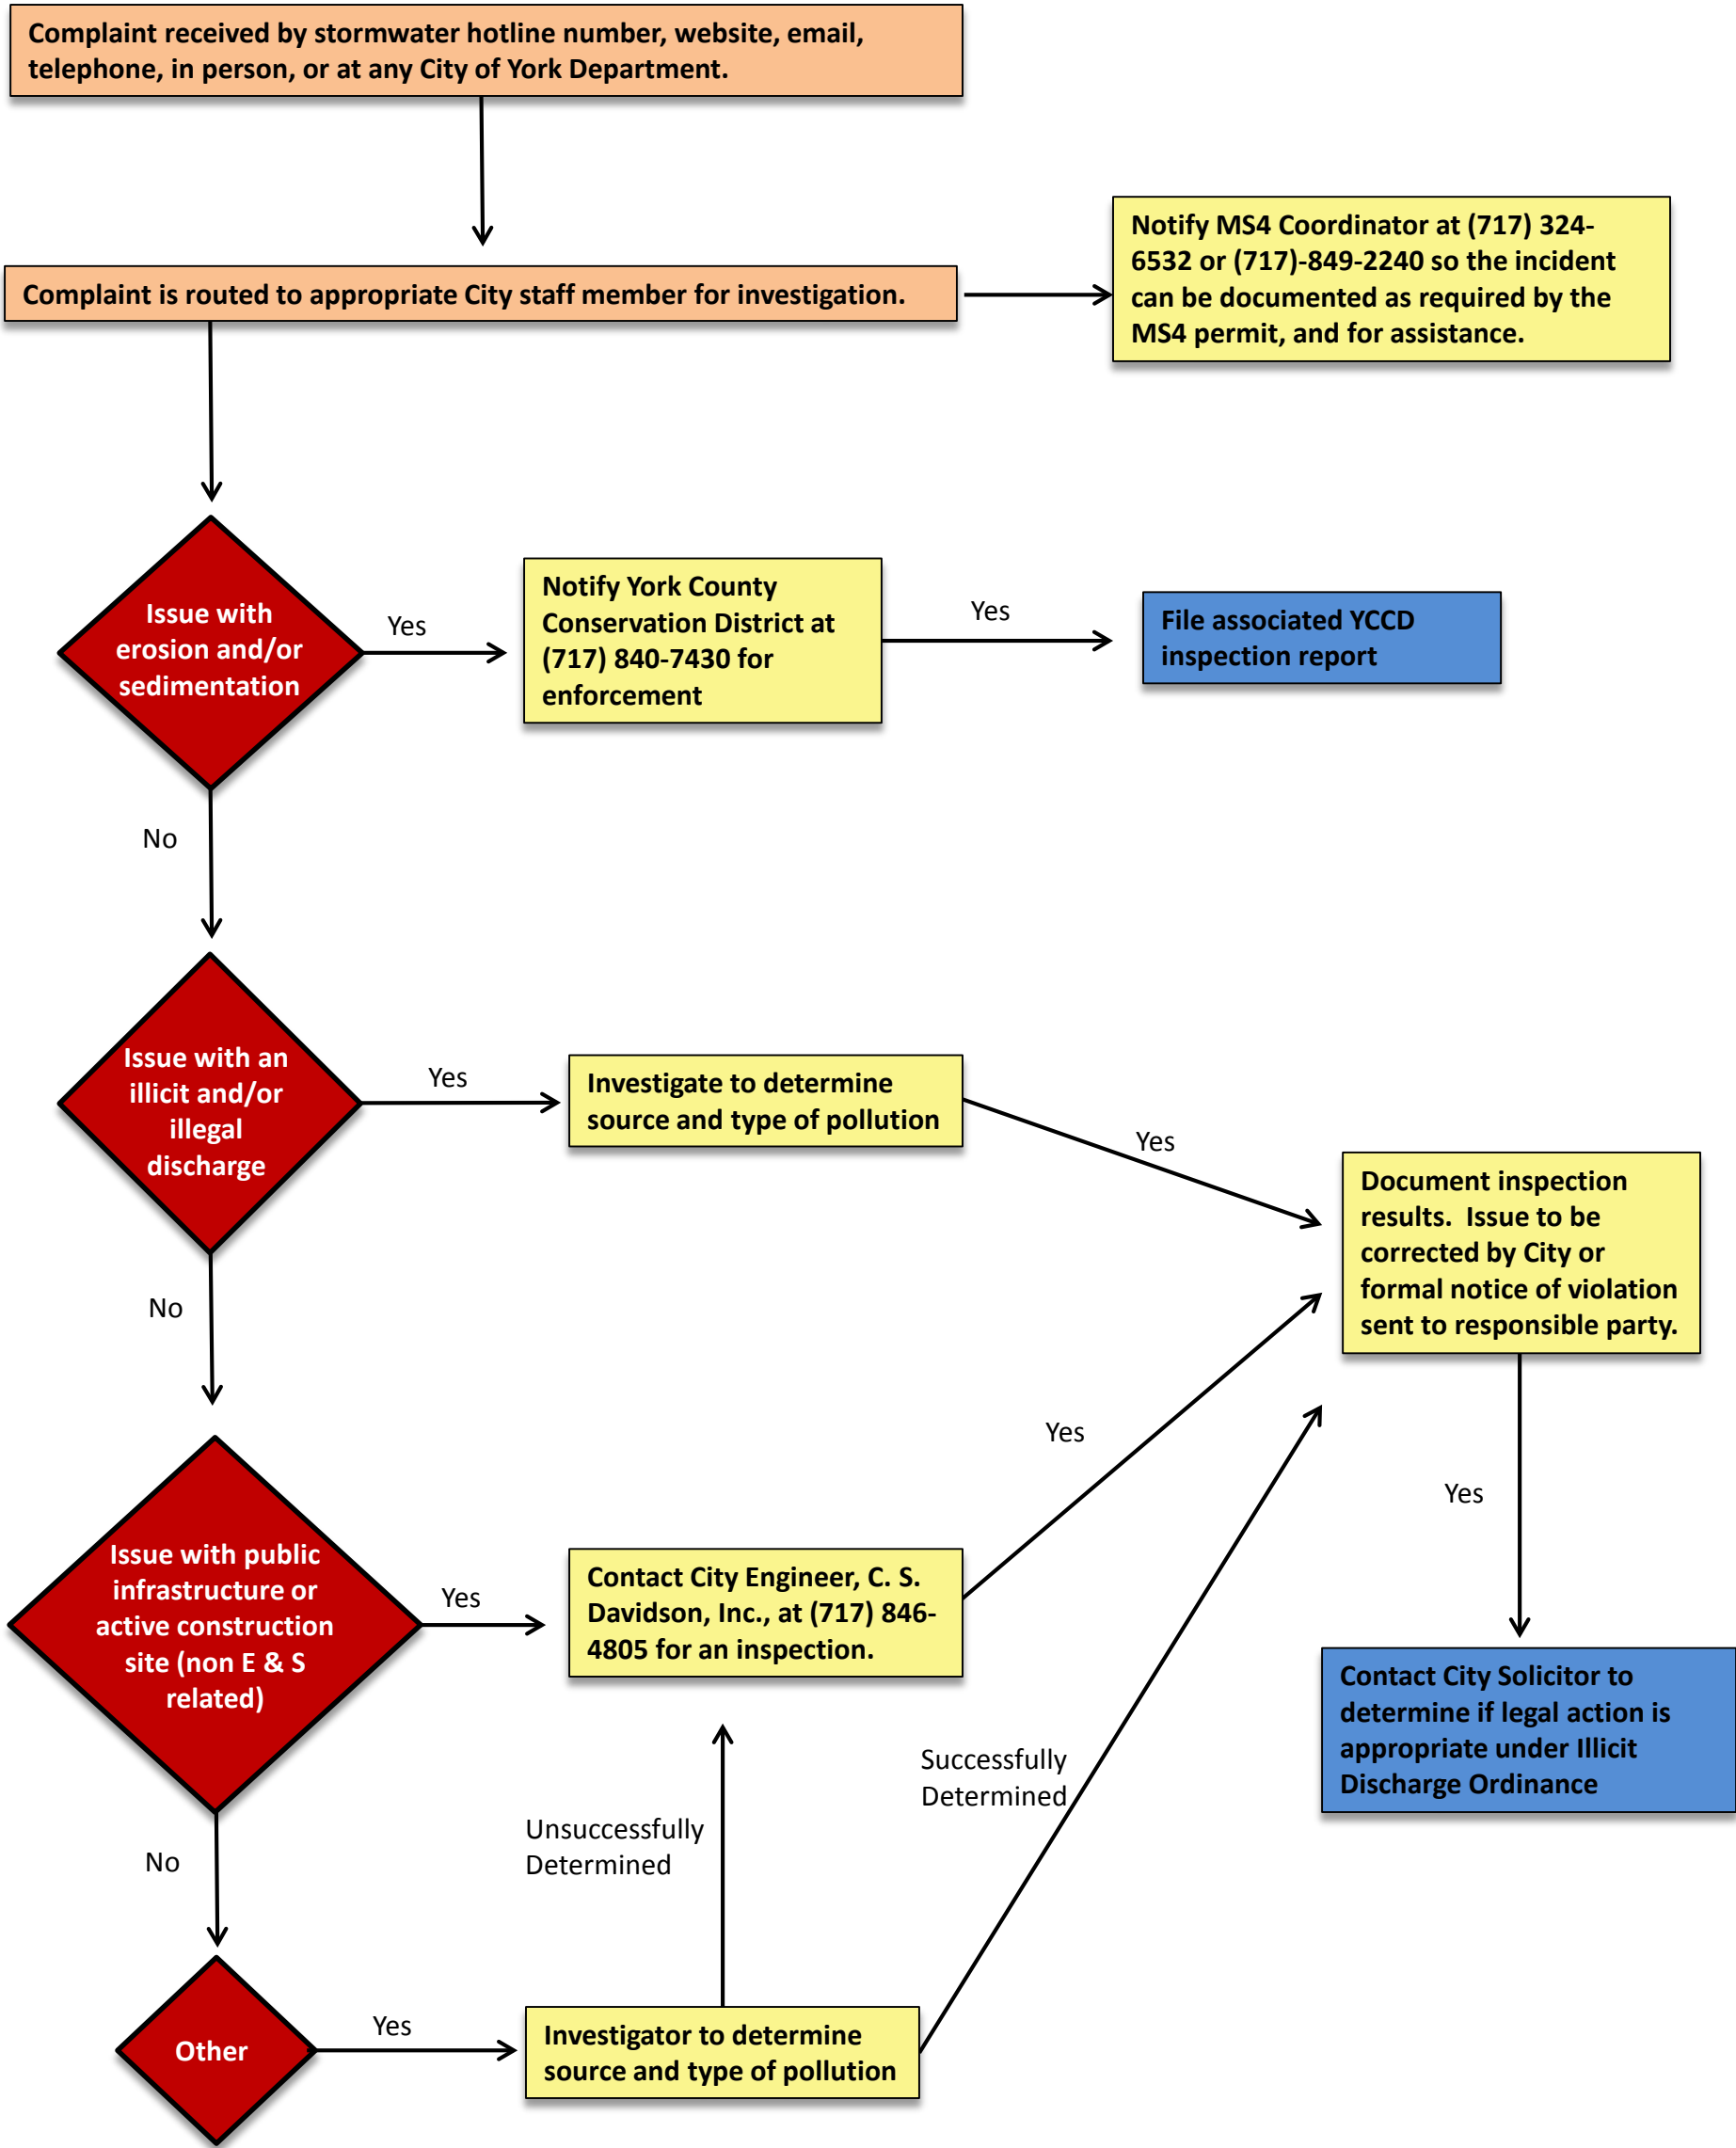 Complaint received by stormwater hotline number, website, email,
telephone, in person, or at any City of York Department.
Complaint is routed to appropriate City staff member for investigation.
Notify MS4 Coordinator at (717) 324-
6532 or (717)-849-2240 so the incident
can be documented as required by the
MS4 permit, and for assistance.
Issue with
erosion and/or
sedimentation
Yes
Notify York County
Conservation District at
(717) 840-7430 for
enforcement
Yes
File associated YCCD
inspection report
No
Issue with an
illicit and/or
illegal
discharge
Yes
Investigate to determine
source and type of pollution
Yes
Document inspection
results.  Issue to be
corrected by City or
formal notice of violation
sent to responsible party.
No
Issue with public
infrastructure or
active construction
site (non E & S
related)
Yes
Contact City Engineer, C. S.
Davidson, Inc., at (717) 846-
4805 for an inspection.
Yes
Yes
Contact City Solicitor to
determine if legal action is
appropriate under Illicit
Discharge Ordinance
No
Unsuccessfully
Determined
Successfully
Determined
Other
Yes
Investigator to determine
source and type of pollution